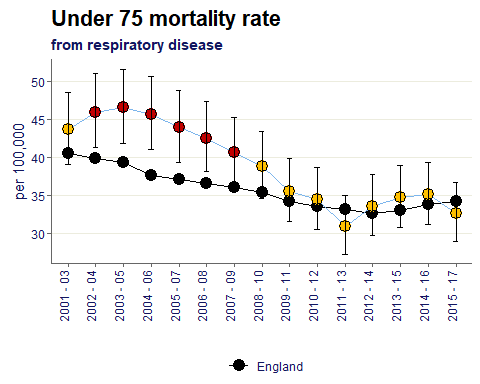 Under 75 mortality rate
from respiratory disease
per 100,000
50
45
40
35
30
2001 - 03
2002 - 04
2003 - 05
2004 - 06
2005 - 07
2006 - 08
2007 - 09
2008 - 10
2009 - 11
2010 - 12
2011 - 13
2012 - 14
2013 - 15
2014 - 16
2015 - 17
England